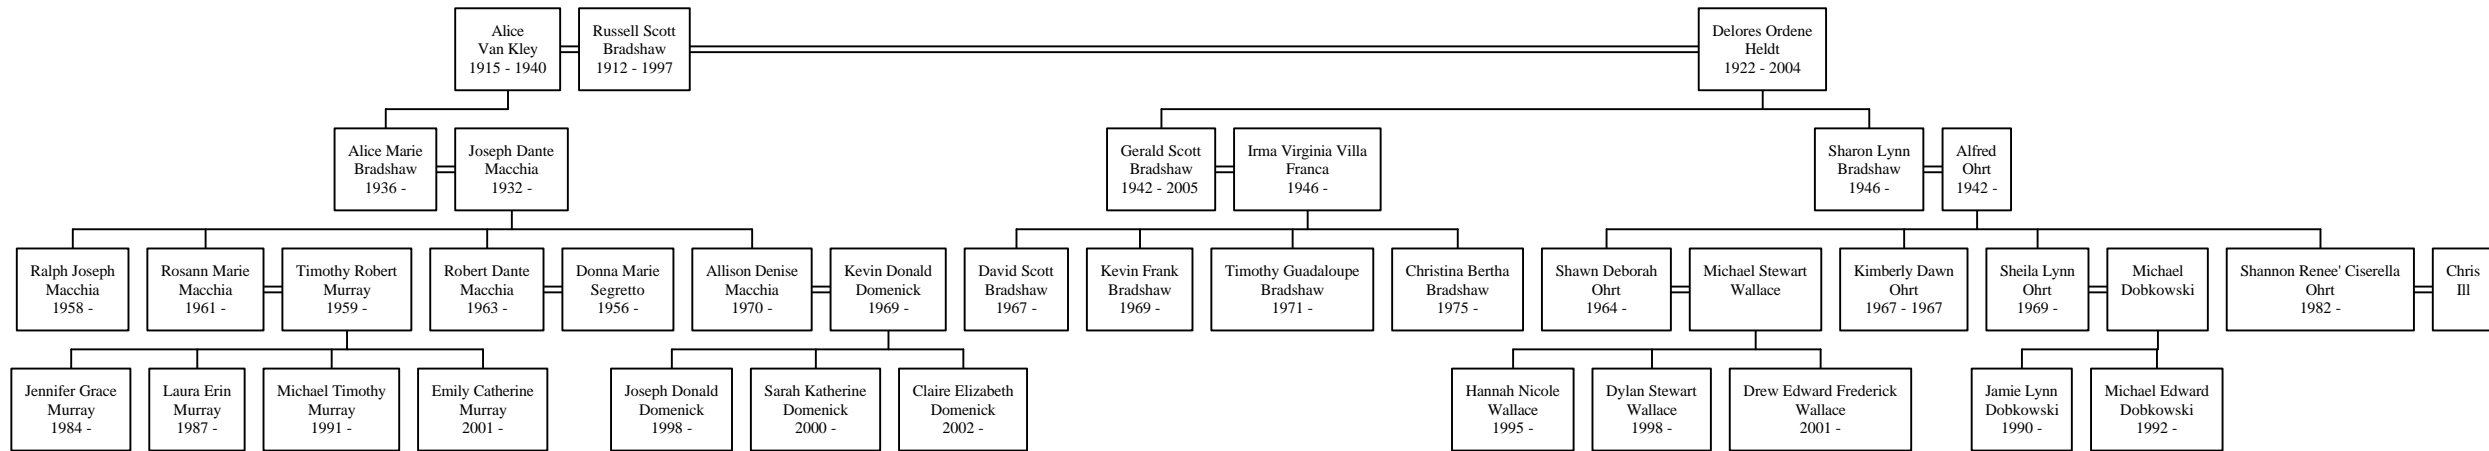 Alice
Van Kley
1915 - 1940
Russell Scott
Bradshaw
1912 - 1997
Delores Ordene
Heldt
1922 - 2004
Alice Marie
Bradshaw
1936 -
Joseph Dante
Macchia
1932 -
Gerald Scott
Bradshaw
1942 - 2005
Irma Virginia Villa
Franca
1946 -
Sharon Lynn
Bradshaw
1946 -
Alfred
Ohrt
1942 -
Ralph Joseph
Macchia
1958 -
Rosann Marie
Macchia
1961 -
Timothy Robert
Murray
1959 -
Robert Dante
Macchia
1963 -
Donna Marie
Segretto
1956 -
Allison Denise
Macchia
1970 -
Kevin Donald
Domenick
1969 -
David Scott
Bradshaw
1967 -
Kevin Frank
Bradshaw
1969 -
Timothy Guadaloupe
Bradshaw
1971 -
Christina Bertha
Bradshaw
1975 -
Shawn Deborah
Ohrt
1964 -
Michael Stewart
Wallace
Kimberly Dawn
Ohrt
1967 - 1967
Sheila Lynn
Ohrt
1969 -
Michael
Dobkowski
Shannon Renee' Ciserella
Ohrt
1982 -
Chris
Ill
Jennifer Grace
Murray
1984 -
Laura Erin
Murray
1987 -
Michael Timothy
Murray
1991 -
Emily Catherine
Murray
2001 -
Joseph Donald
Domenick
1998 -
Sarah Katherine
Domenick
2000 -
Claire Elizabeth
Domenick
2002 -
Hannah Nicole
Wallace
1995 -
Dylan Stewart
Wallace
1998 -
Drew Edward Frederick
Wallace
2001 -
Jamie Lynn
Dobkowski
1990 -
Michael Edward
Dobkowski
1992 -